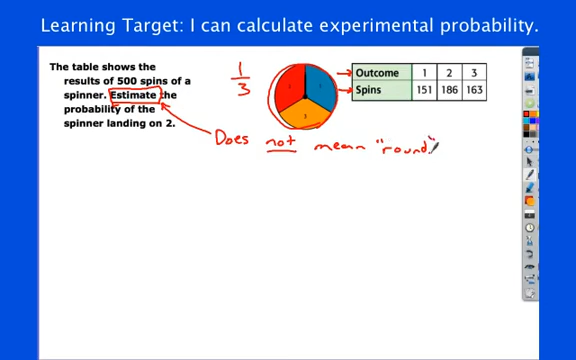 Learning Target: I can calculate experimental probability.
The table shows the
results of 500 spins of a
spinner. Estimate the
probability of the
spinner landing on 2.
1
3
1
2
3
Outcome 1 2 3
Spins 151 186 163
Does not mean "round"